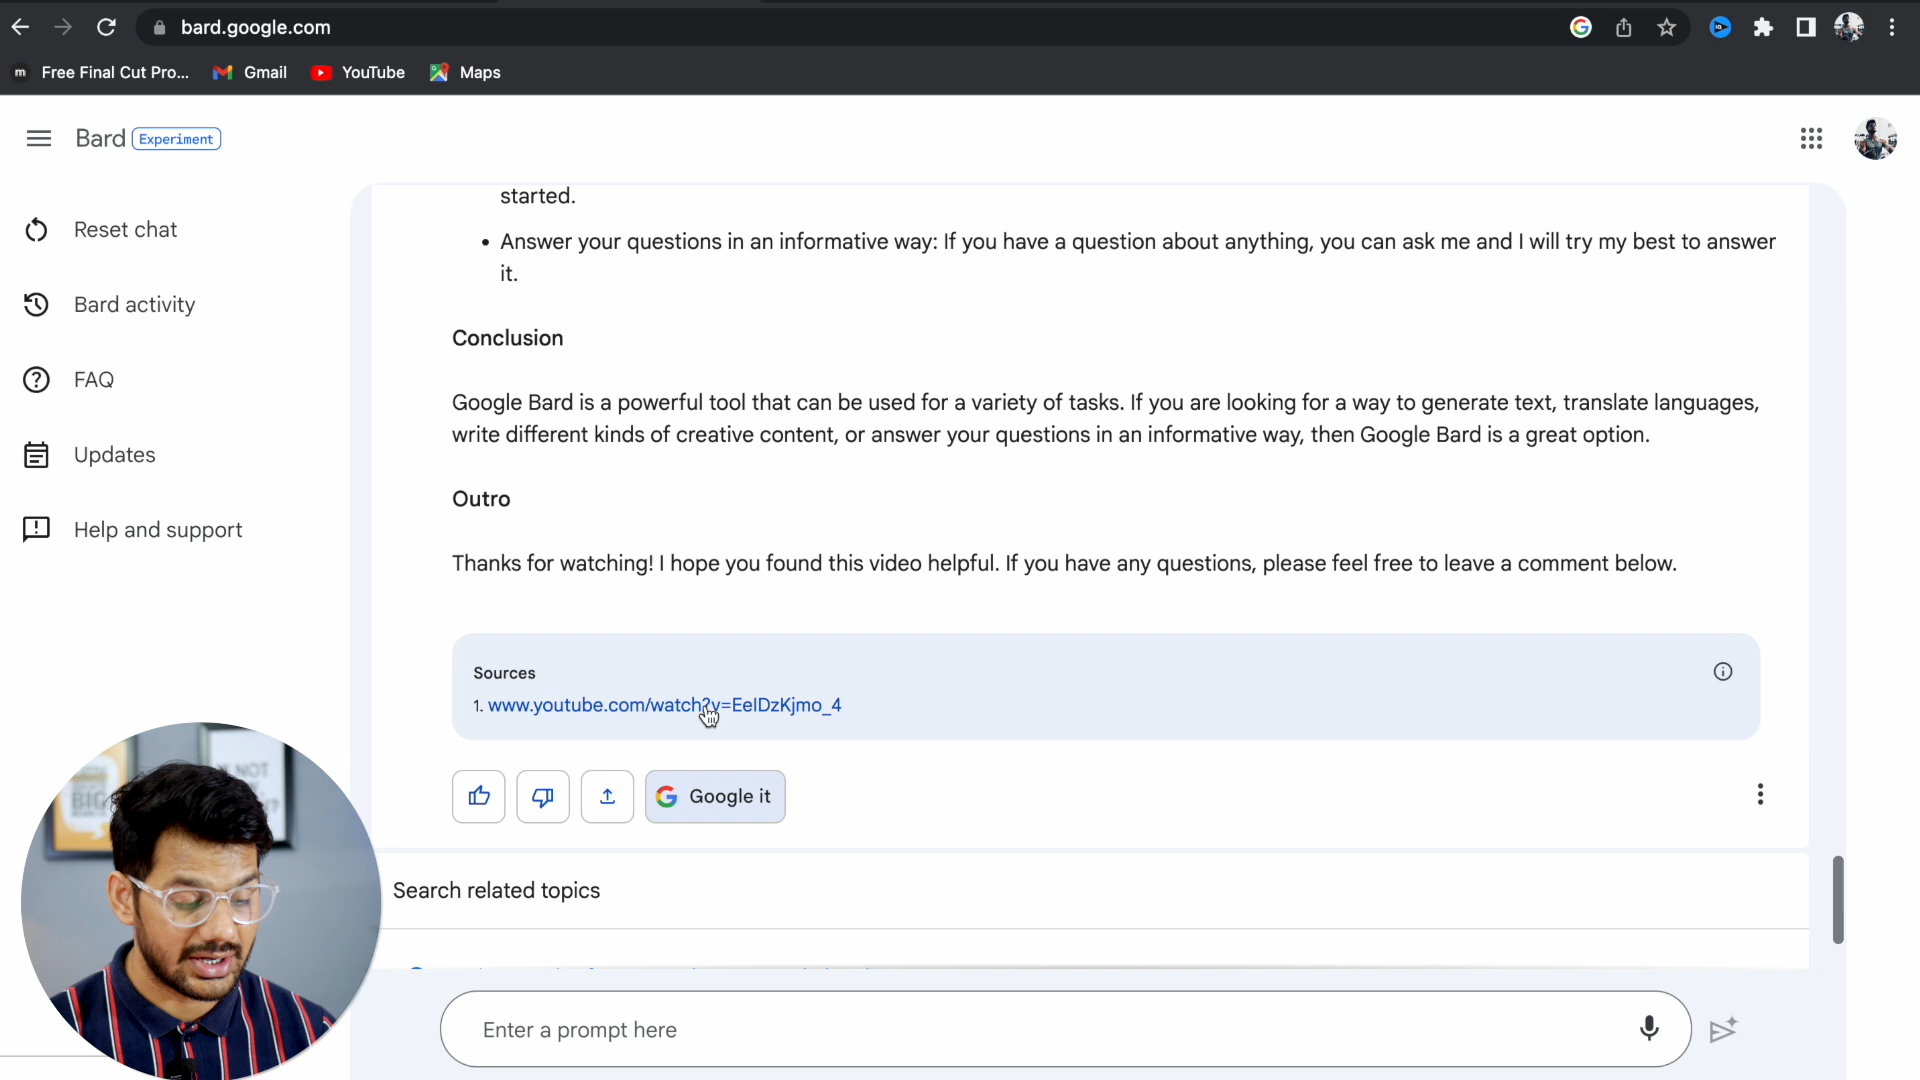 bard.google.com
Free Final Cut Pro...
Gmail
YouTube
Maps
Bard
Experiment
Reset chat
Bard activity
FAQ
Updates
Help and support
started.
• Answer your questions in an informative way: If you have a question about anything, you can ask me and I will try my best to answer
it.
Conclusion
Google Bard is a powerful tool that can be used for a variety of tasks. If you are looking for a way to generate text, translate languages,
write different kinds of creative content, or answer your questions in an informative way, then Google Bard is a great option.
Outro
Thanks for watching! I hope you found this video helpful. If you have any questions, please feel free to leave a comment below.
Sources
1. www.youtube.com/watch?v=EeIDzKjmo_4
Google it
Search related topics
Enter a prompt here